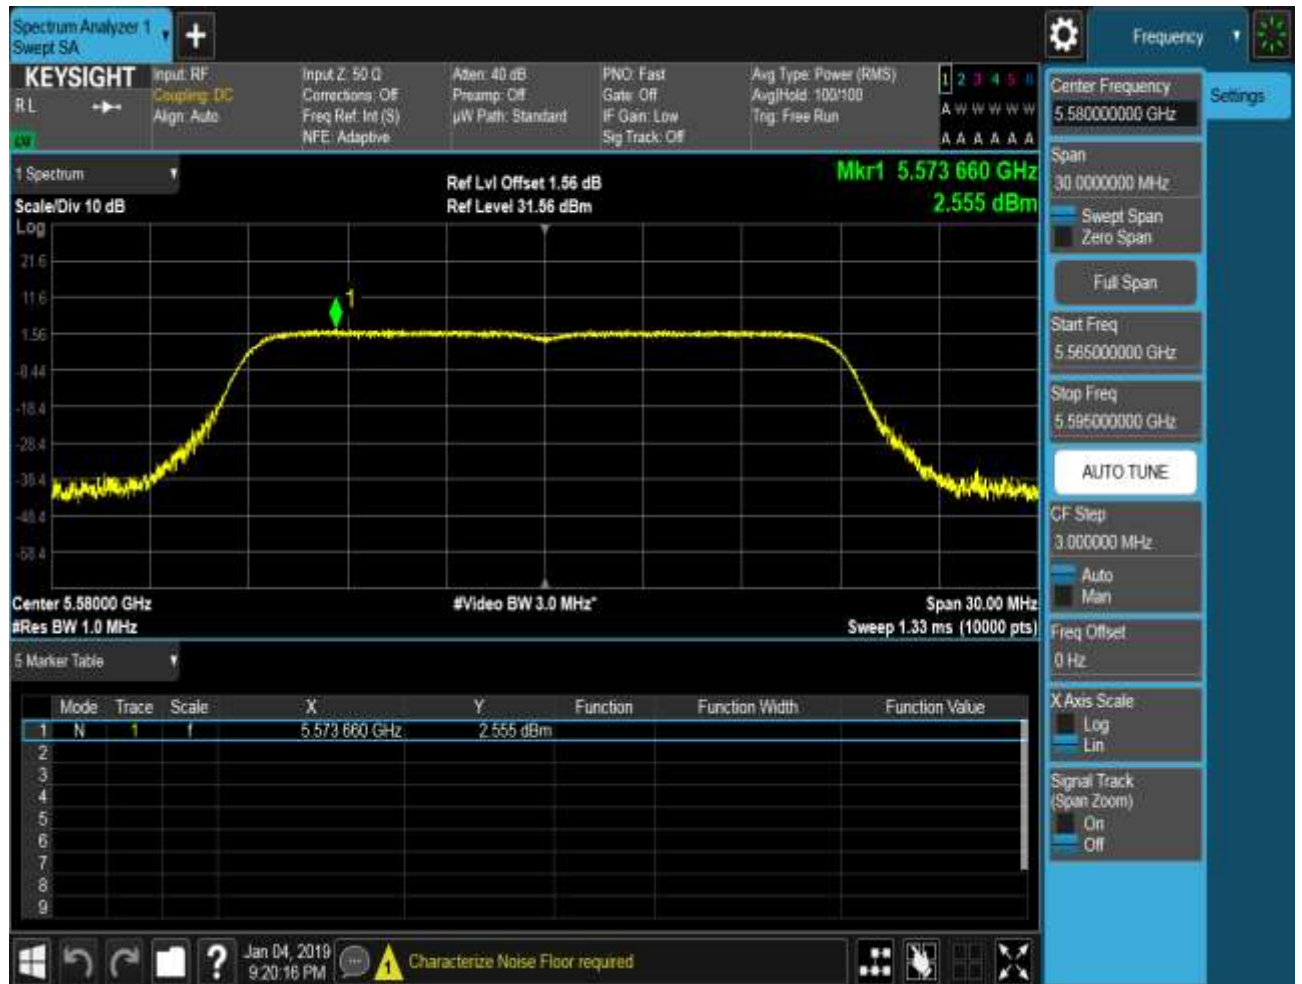 Spectrum Analyzer 1
Swept SA
+
Frequency
KEYSIGHT
RL
Input: RF
Coupling: DC
Align: Auto
Input Z: 50 Ω
Corrections: Off
Freq Ref: Int (S)
NFE: Adaptive
Atten: 40 dB
Preamp: Off
µW Path: Standard
PNO: Fast
Gate: Off
IF Gain: Low
Sig Track: Off
Avg Type: Power (RMS)
Avg|Hold: 100/100
Trig: Free Run
1 2 3 4 5 6
A W W W W W
A A A A A A
1 Spectrum
Scale/Div 10 dB
Ref Lvl Offset 1.56 dB
Ref Level 31.56 dBm
Mkr1 5.573 660 GHz
2.555 dBm
Log
21.6
11.6
1.56
-8.44
-18.4
-28.4
-38.4
-48.4
-58.4
1
Center 5.58000 GHz
#Res BW 1.0 MHz
#Video BW 3.0 MHz*
Span 30.00 MHz
Sweep 1.33 ms (10000 pts)
5 Marker Table
Mode Trace Scale X Y Function Function Width Function Value
1 N 1 f 5.573 660 GHz 2.555 dBm
2
3
4
5
6
7
8
9
Center Frequency
5.580000000 GHz
Settings
Span
30.0000000 MHz
Swept Span
Zero Span
Full Span
Start Freq
5.565000000 GHz
Stop Freq
5.595000000 GHz
AUTO TUNE
CF Step
3.000000 MHz
Auto
Man
Freq Offset
0 Hz
X Axis Scale
Log
Lin
Signal Track
(Span Zoom)
On
Off
?
Jan 04, 2019
9:20:16 PM
1
Characterize Noise Floor required